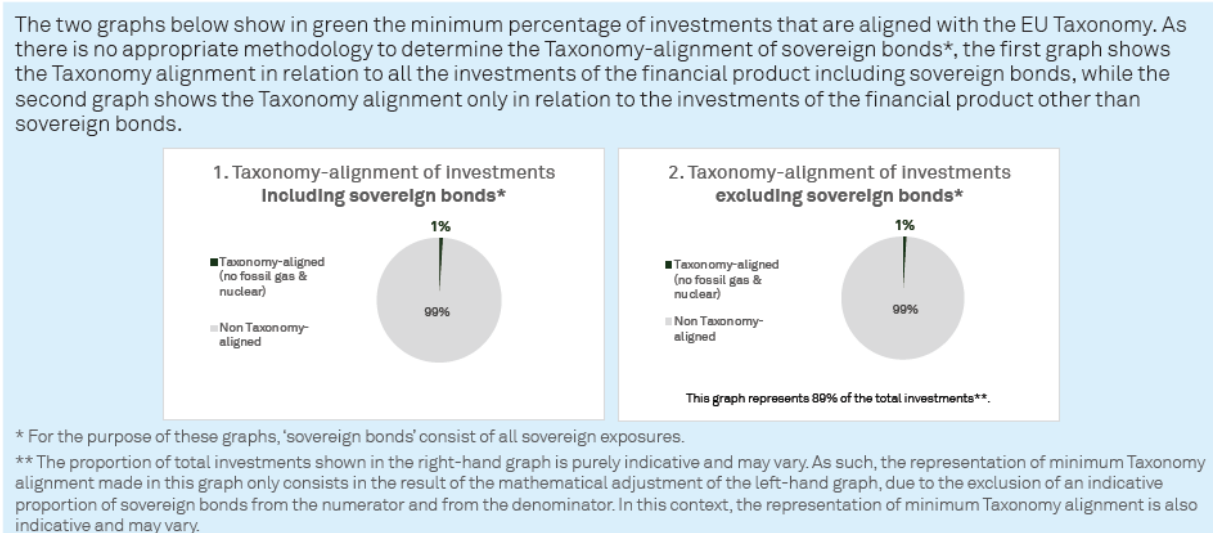 The two graphs below show in green the minimum percentage of investments that are aligned with the EU Taxonomy. As
there is no appropriate methodology to determine the Taxonomy-alignment of sovereign bonds*, the first graph shows
the Taxonomy alignment in relation to all the investments of the financial product including sovereign bonds, while the
second graph shows the Taxonomy alignment only in relation to the investments of the financial product other than
sovereign bonds.
1. Taxonomy-alignment of investments
including sovereign bonds*
1%
Taxonomy-aligned
(no fossil gas &
nuclear)
99%
Non Taxonomy-
aligned
2. Taxonomy-alignment of investments
excluding sovereign bonds*
1%
Taxonomy-aligned
(no fossil gas &
nuclear)
99%
Non Taxonomy-
aligned
This graph represents 89% of the total investments**.
* For the purpose of these graphs, ‘sovereign bonds’ consist of all sovereign exposures.
** The proportion of total investments shown in the right-hand graph is purely indicative and may vary. As such, the representation of minimum Taxonomy
alignment made in this graph only consists in the result of the mathematical adjustment of the left-hand graph, due to the exclusion of an indicative
proportion of sovereign bonds from the numerator and from the denominator. In this context, the representation of minimum Taxonomy alignment is also
indicative and may vary.